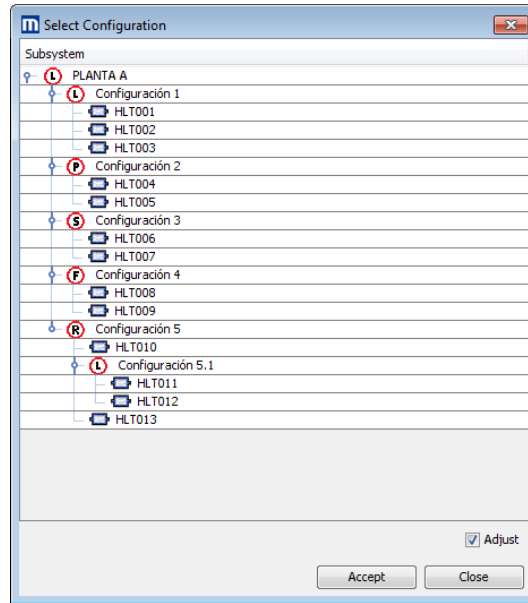 m Select Configuration
Subsystem
L PLANTA A
L Configuración 1
HLT001
HLT002
HLT003
P Configuración 2
HLT004
HLT005
S Configuración 3
HLT006
HLT007
F Configuración 4
HLT008
HLT009
R Configuración 5
HLT010
L Configuración 5.1
HLT011
HLT012
HLT013
Adjust
Accept Close